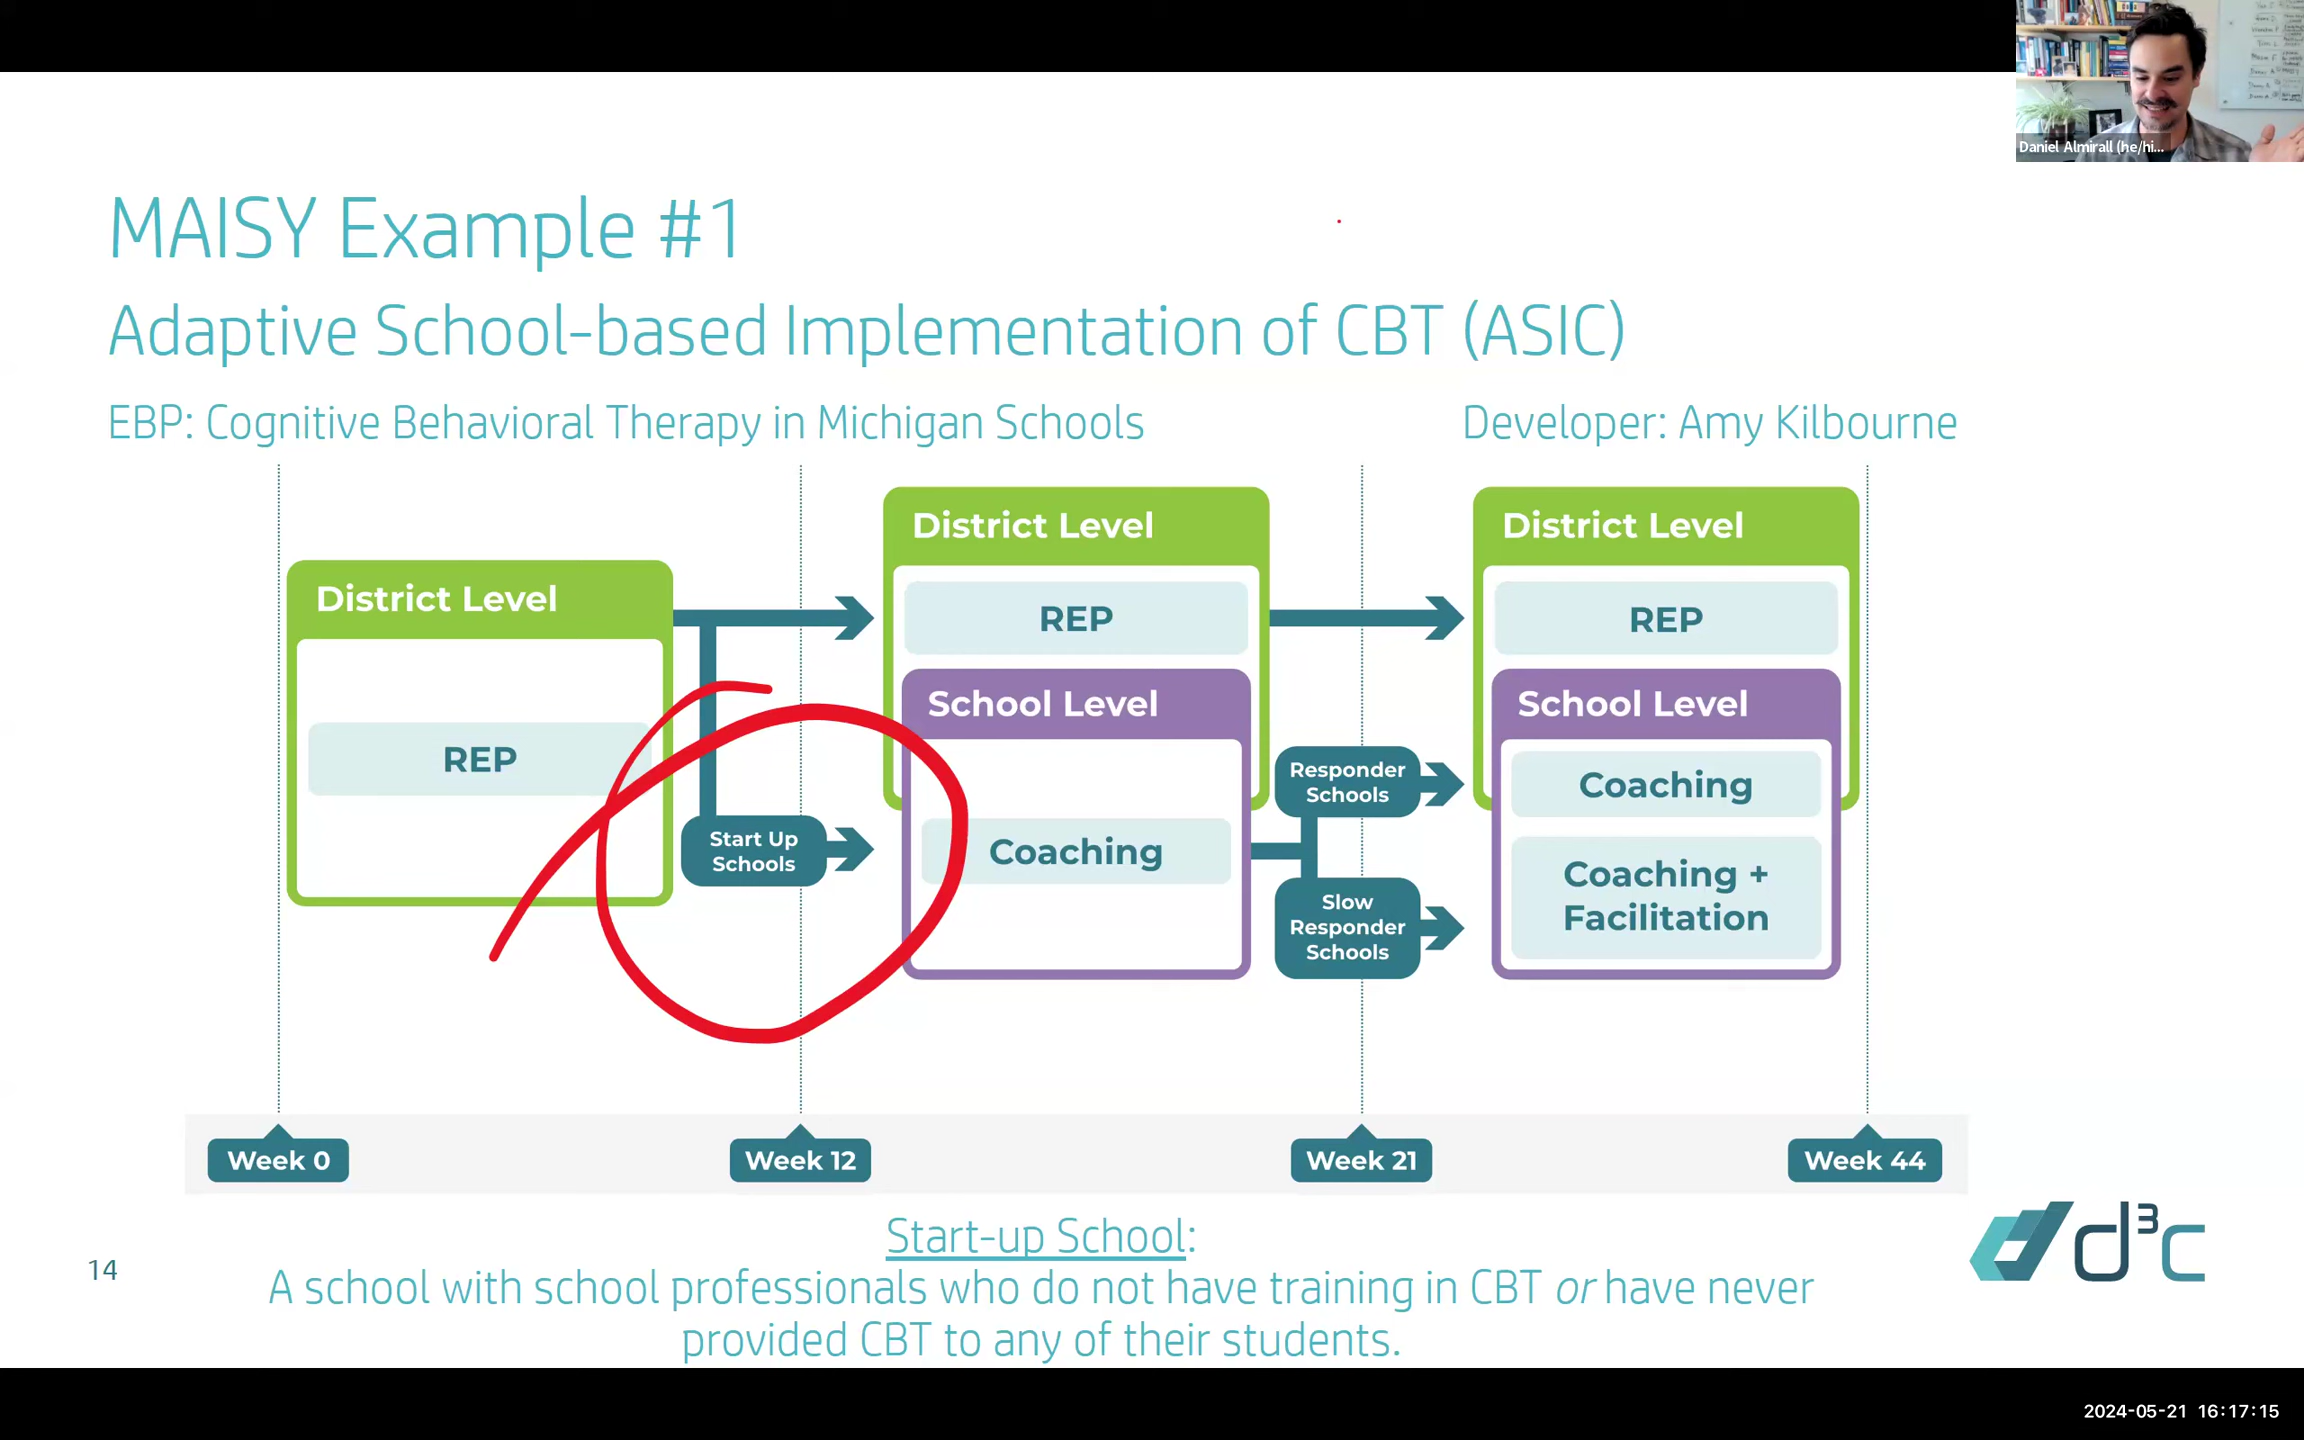 Daniel Almirall (he/hi...
MAISY Example #1
Adaptive School-based Implementation of CBT (ASIC)
EBP: Cognitive Behavioral Therapy in Michigan Schools
Developer: Amy Kilbourne
District Level
REP
Start Up
Schools
District Level
REP
School Level
Coaching
Responder
Schools
Slow
Responder
Schools
District Level
REP
School Level
Coaching
Coaching +
Facilitation
Week 0
Week 12
Week 21
Week 44
Start-up School:
A school with school professionals who do not have training in CBT or have never
provided CBT to any of their students.
14
d³c
2024-05-21 16:17:15